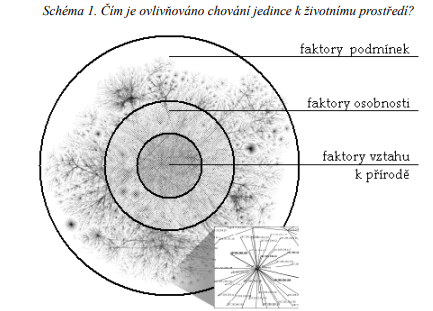 Schéma 1. Čím je ovlivňováno chování jedince k životnímu prostředí?
faktory podmínek
faktory osobnosti
faktory vztahu
k přírodě